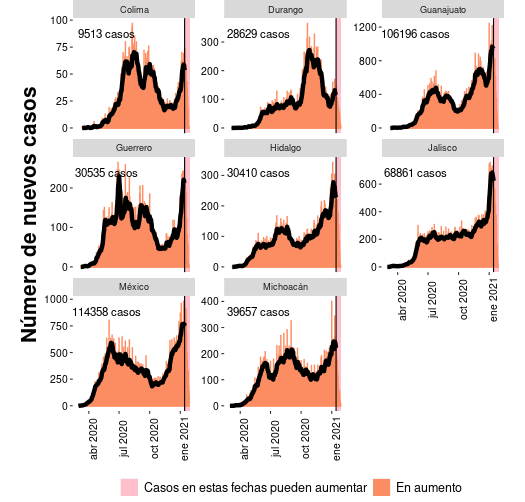 Número de nuevos casos
Colima
9513 casos
100
75
50
25
0
Durango
28629 casos
300
200
100
0
Guanajuato
106196 casos
1200
800
400
0
Guerrero
30535 casos
200
100
0
Hidalgo
30410 casos
300
200
100
0
Jalisco
68861 casos
600
400
200
0
abr 2020
jul 2020
oct 2020
ene 2021
México
114358 casos
1000
750
500
250
0
abr 2020
jul 2020
oct 2020
ene 2021
Michoacán
39657 casos
400
300
200
100
0
abr 2020
jul 2020
oct 2020
ene 2021
Casos en estas fechas pueden aumentar
En aumento